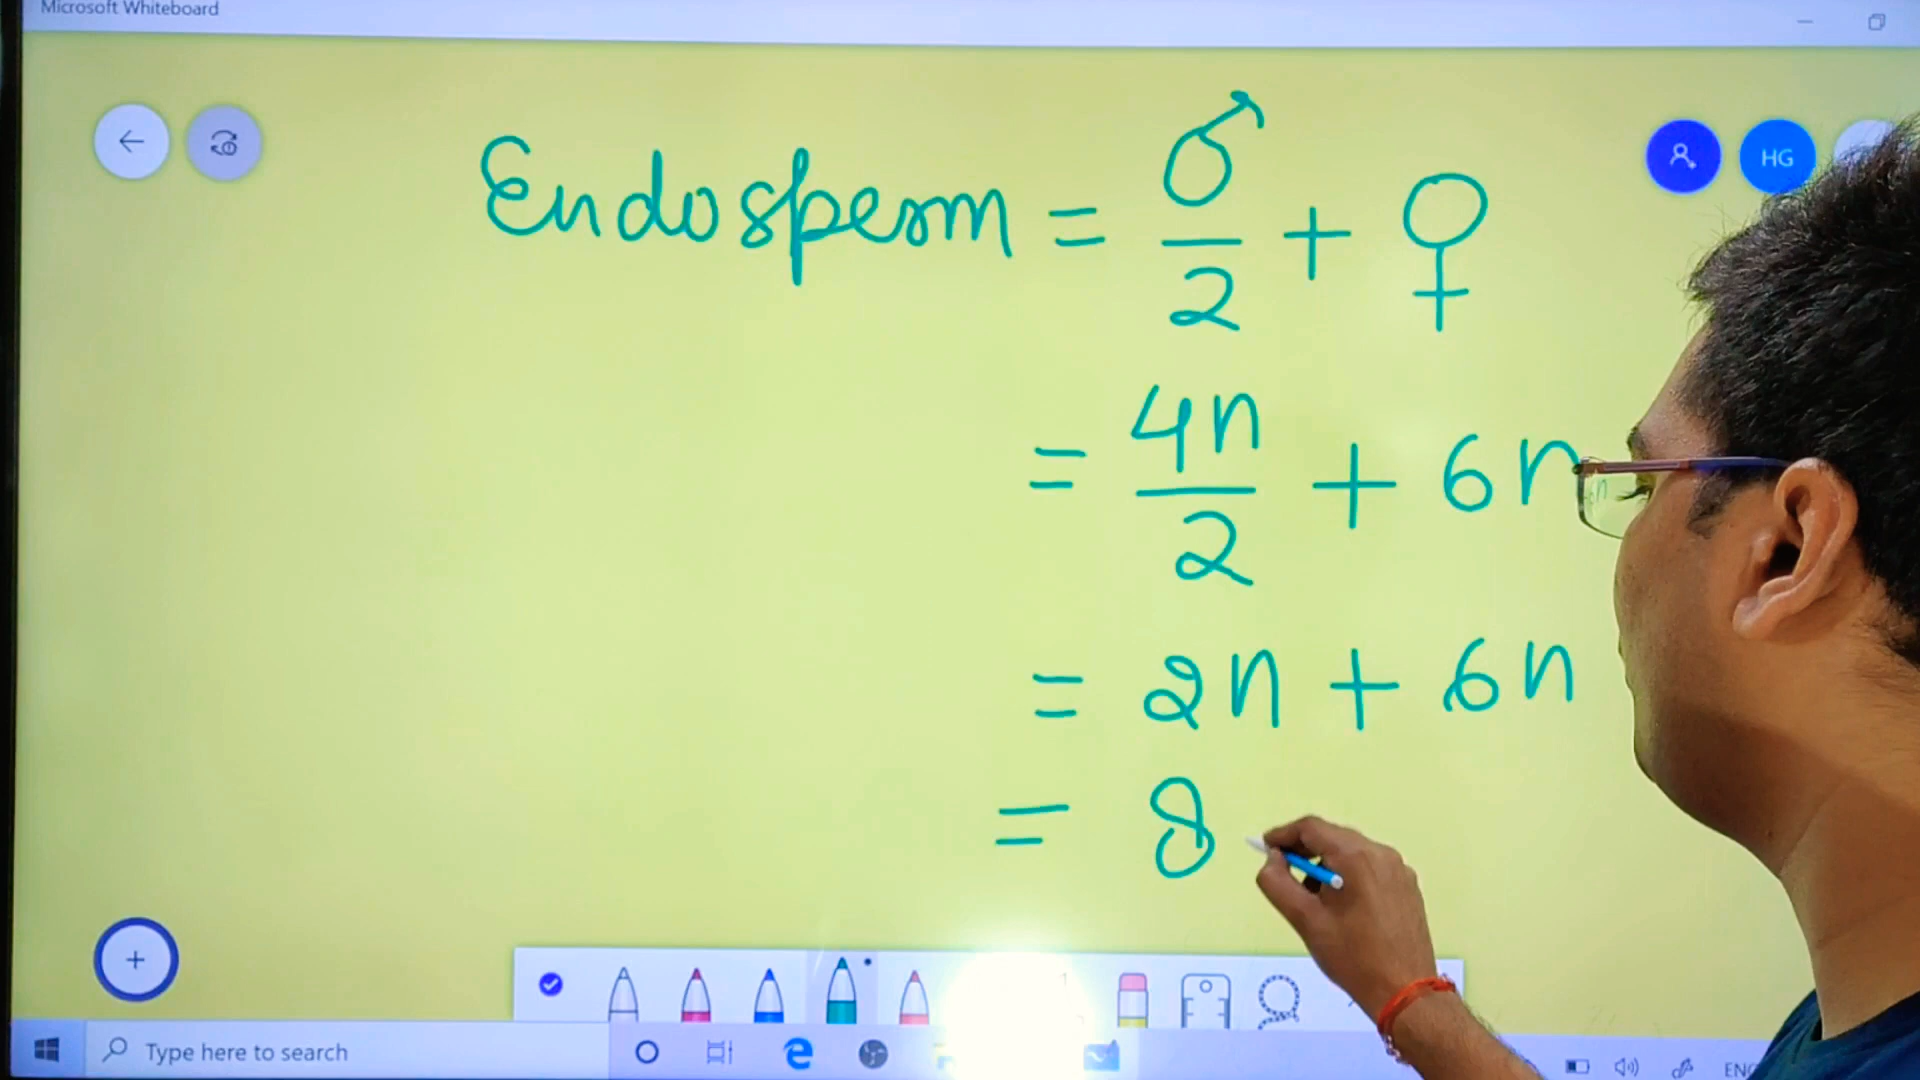 Microsoft Whiteboard
HG
Endosperm = ♂/2 + ♀
= 4n/2 + 6n
= 2n + 6n
= 8
Type here to search